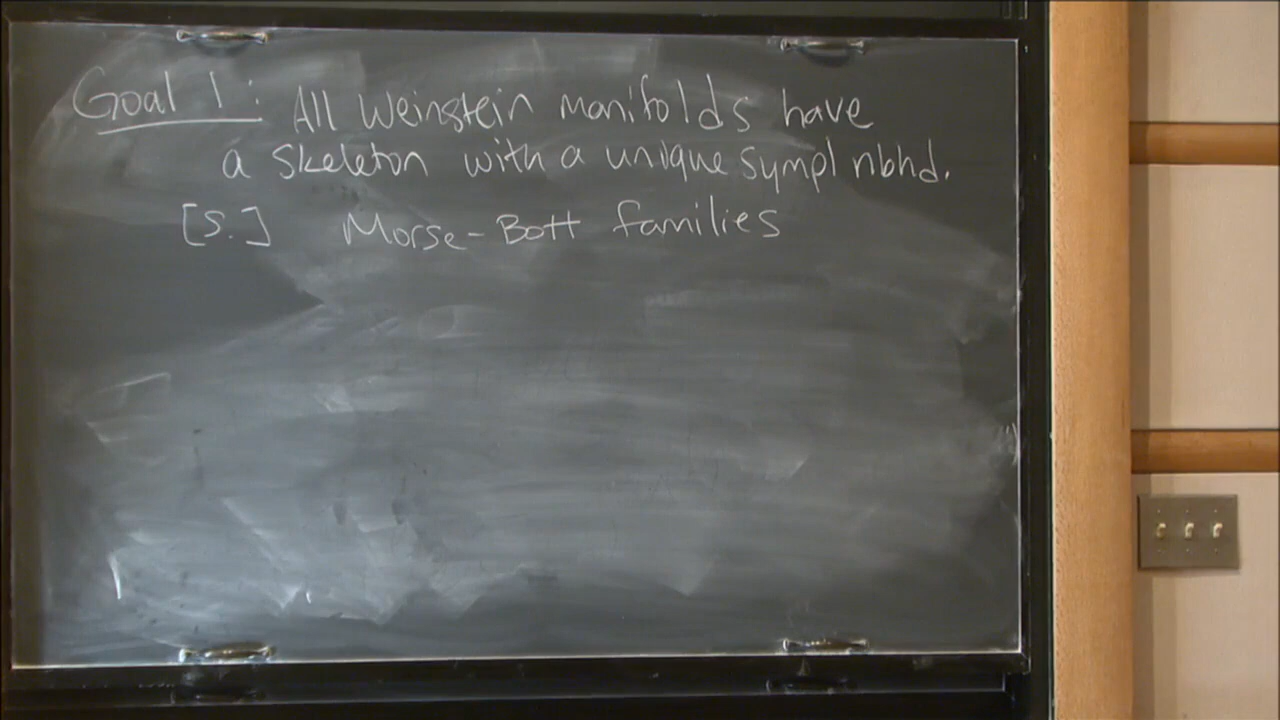 Goal 1: All Weinstein manifolds have
a skeleton with a unique sympl nbhd.
[S.] Morse-Bott families